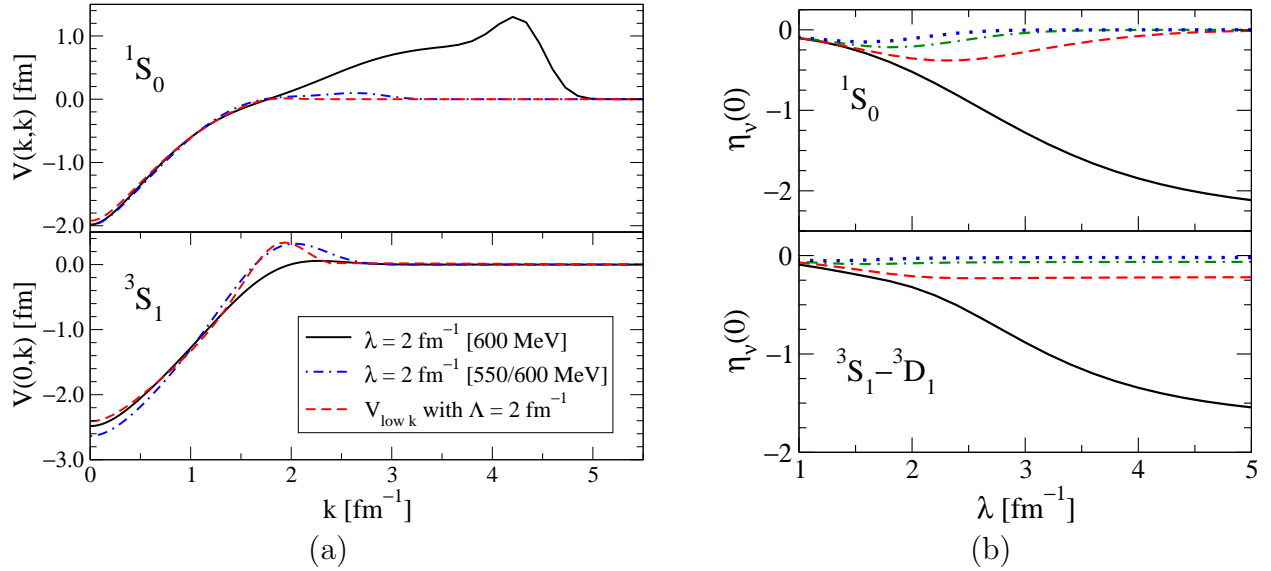 V(k,k) [fm]
1.0
0.0
−1.0
−2.0
¹S₀
V(0,k) [fm]
0.0
−1.0
−2.0
−3.0
³S₁
λ = 2 fm⁻¹ [600 MeV]
λ = 2 fm⁻¹ [550/600 MeV]
V_low k with Λ = 2 fm⁻¹
0 1 2 3 4 5
k [fm⁻¹]
(a)
η_ν(0)
0
−1
−2
¹S₀
η_ν(0)
0
−1
−2
³S₁−³D₁
1 2 3 4 5
λ [fm⁻¹]
(b)